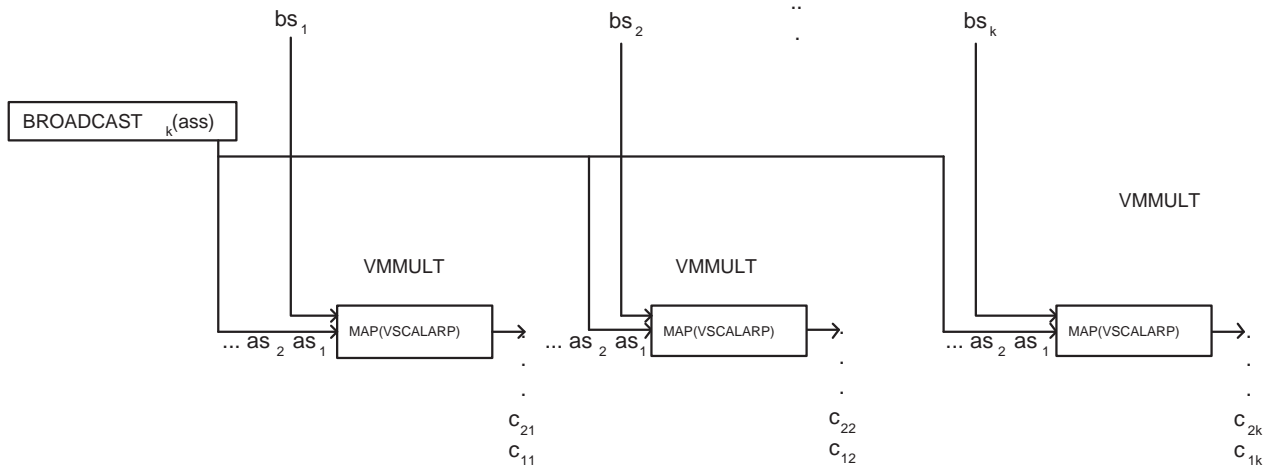 bs1 bs2 .. . bsk
BROADCAST k(ass)
VMMULT
VMMULT VMMULT
MAP(VSCALARP) MAP(VSCALARP) MAP(VSCALARP)
... as2 as1 ... as2 as1 ... as2 as1
. . .
. . .
. . .
c21 c22 c2k
c11 c12 c1k